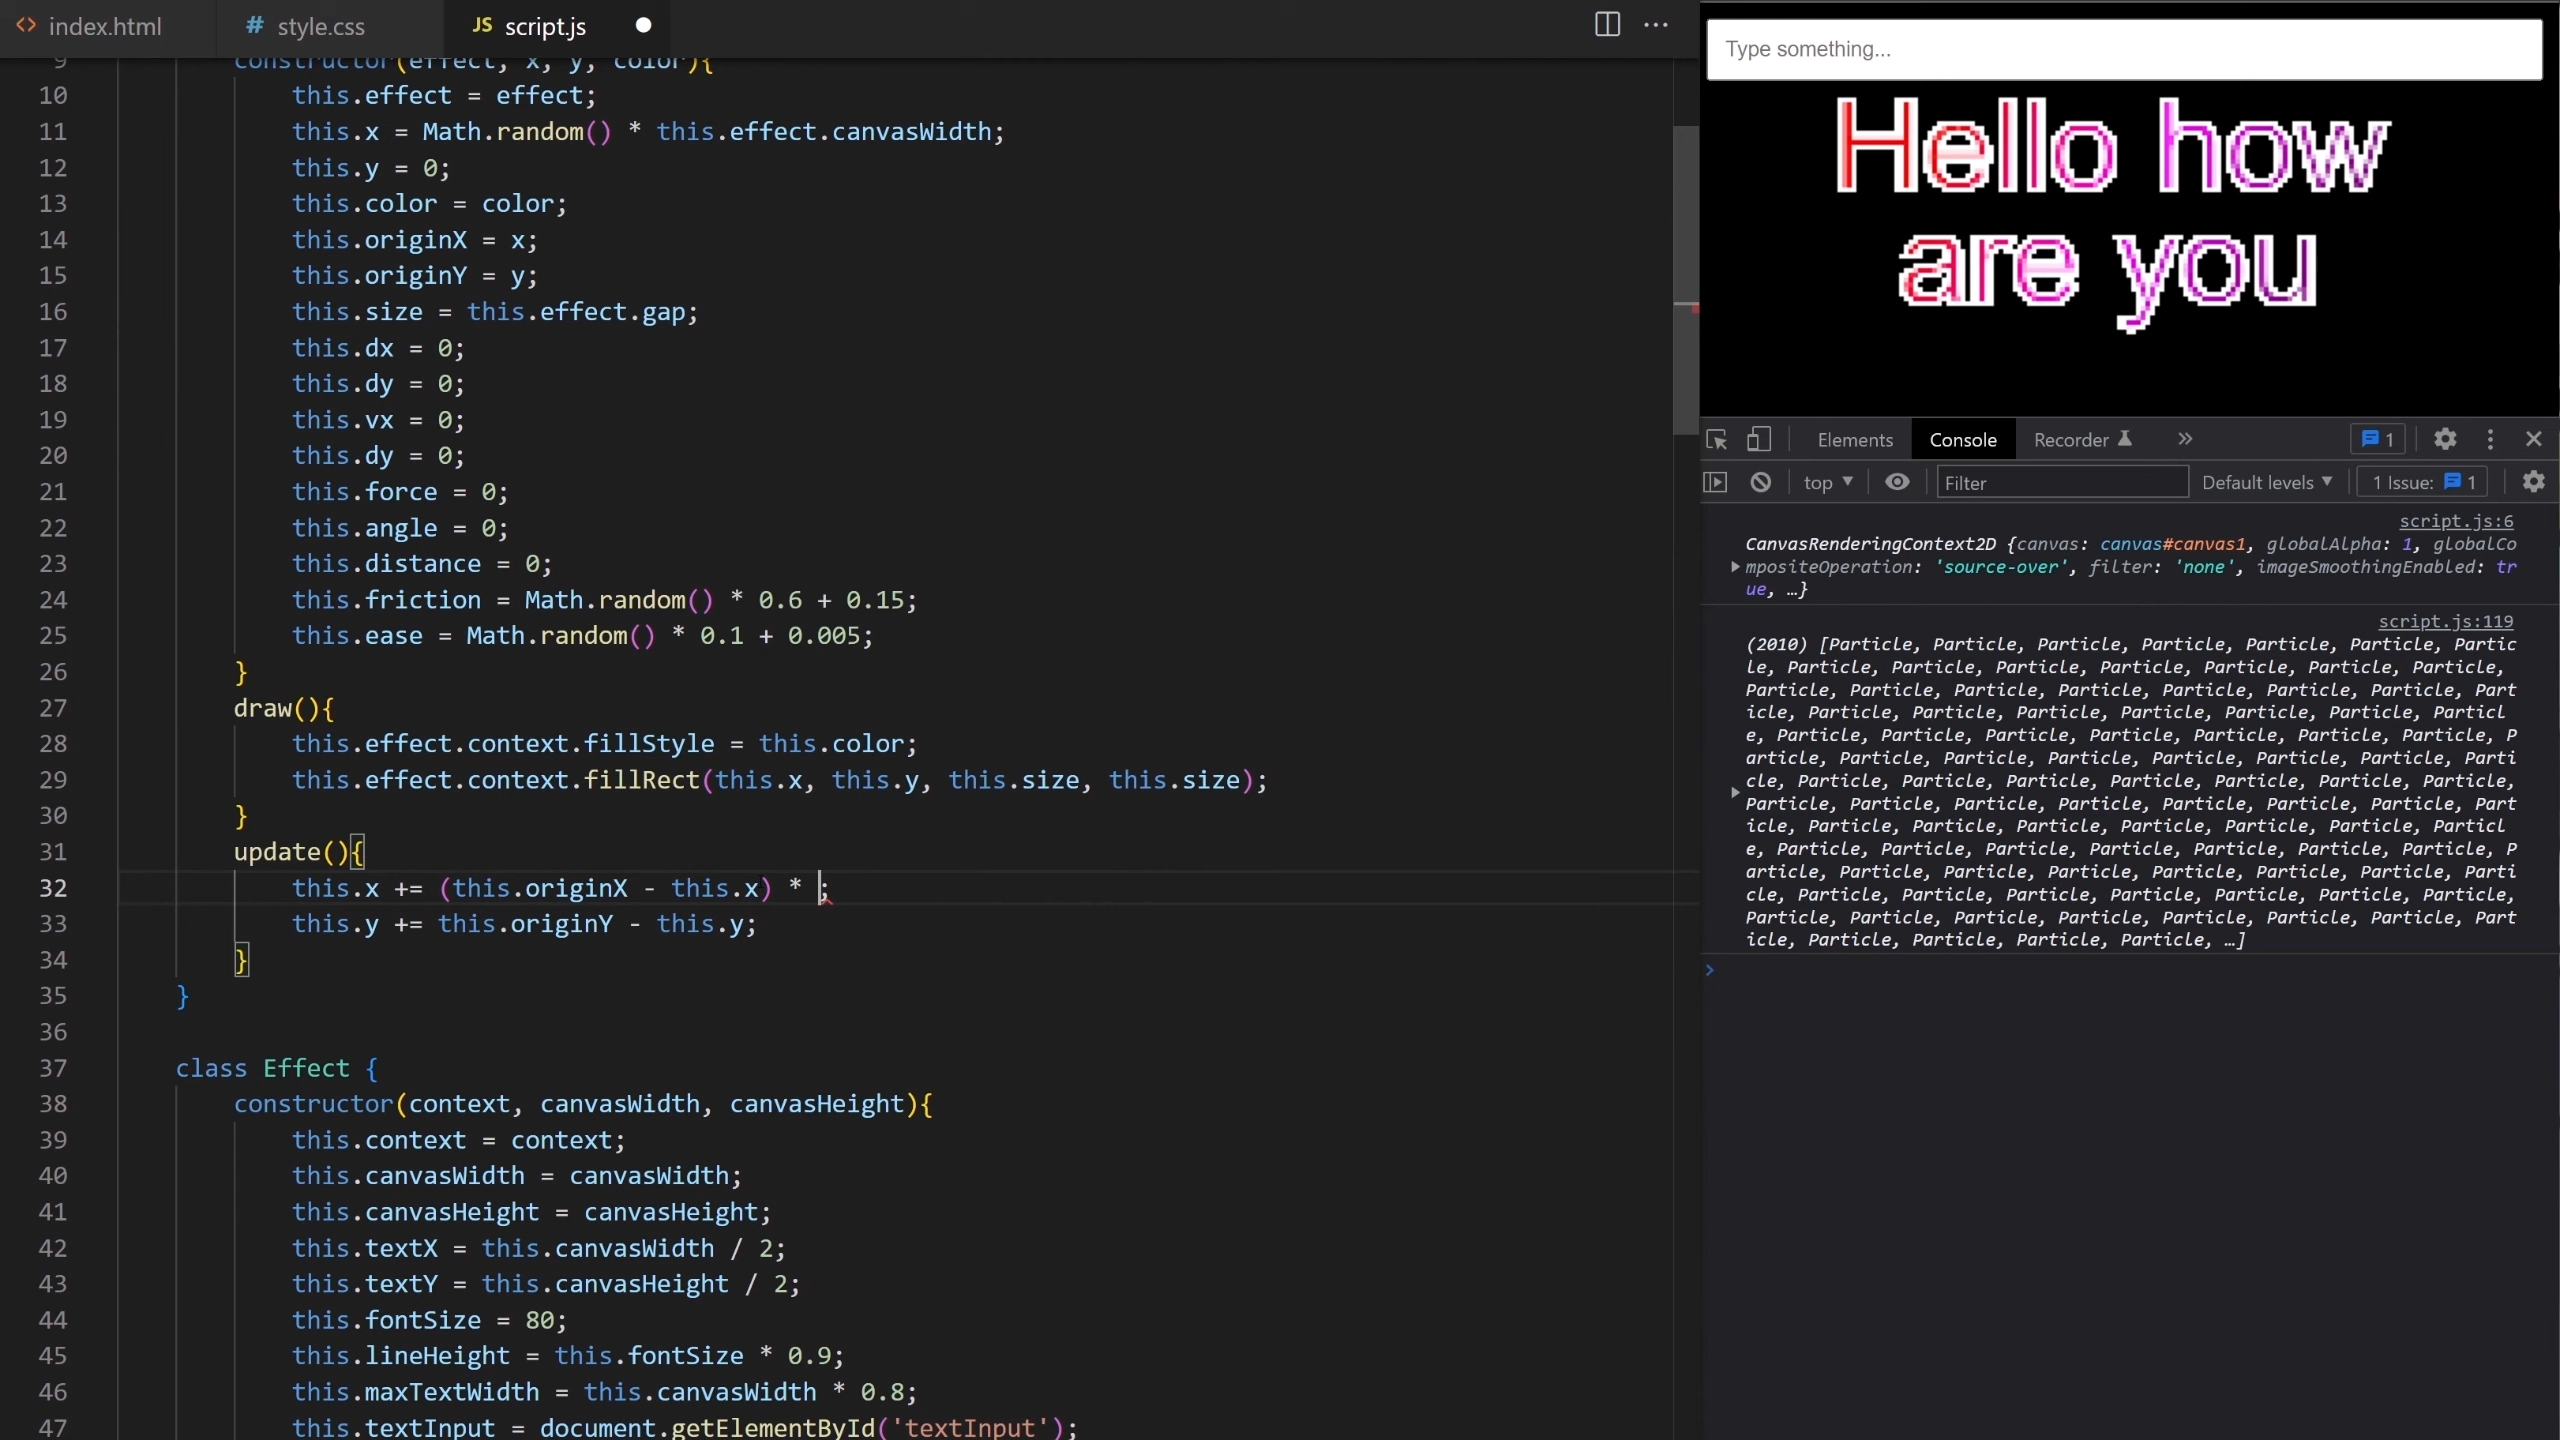 index.html
style.css
JS script.js
9 constructor(effect, x, y, color){
10 this.effect = effect;
11 this.x = Math.random() * this.effect.canvasWidth;
12 this.y = 0;
13 this.color = color;
14 this.originX = x;
15 this.originY = y;
16 this.size = this.effect.gap;
17 this.dx = 0;
18 this.dy = 0;
19 this.vx = 0;
20 this.dy = 0;
21 this.force = 0;
22 this.angle = 0;
23 this.distance = 0;
24 this.friction = Math.random() * 0.6 + 0.15;
25 this.ease = Math.random() * 0.1 + 0.005;
26 }
27 draw(){
28 this.effect.context.fillStyle = this.color;
29 this.effect.context.fillRect(this.x, this.y, this.size, this.size);
30 }
31 update(){
32 this.x += (this.originX - this.x) * ;
33 this.y += this.originY - this.y;
34 }
35 }
36
37 class Effect {
38 constructor(context, canvasWidth, canvasHeight){
39 this.context = context;
40 this.canvasWidth = canvasWidth;
41 this.canvasHeight = canvasHeight;
42 this.textX = this.canvasWidth / 2;
43 this.textY = this.canvasHeight / 2;
44 this.fontSize = 80;
45 this.lineHeight = this.fontSize * 0.9;
46 this.maxTextWidth = this.canvasWidth * 0.8;
47 this.textInput = document.getElementById('textInput');
Type something...
Hello how
are you
Elements Console Recorder » 1
top Filter Default levels 1 Issue: 1
script.js:6
CanvasRenderingContext2D {canvas: canvas#canvas1, globalAlpha: 1, globalCo
mpositeOperation: 'source-over', filter: 'none', imageSmoothingEnabled: tr
ue, …}
script.js:119
(2010) [Particle, Particle, Particle, Particle, Particle, Particle, Partic
le, Particle, Particle, Particle, Particle, Particle, Particle, Particle,
Particle, Particle, Particle, Particle, Particle, Particle, Particle, Part
icle, Particle, Particle, Particle, Particle, Particle, Particle, Particl
e, Particle, Particle, Particle, Particle, Particle, Particle, Particle, P
article, Particle, Particle, Particle, Particle, Particle, Particle, Parti
cle, Particle, Particle, Particle, Particle, Particle, Particle, Particle,
Particle, Particle, Particle, Particle, Particle, Particle, Particle, Part
icle, Particle, Particle, Particle, Particle, Particle, Particle, Particl
e, Particle, Particle, Particle, Particle, Particle, Particle, Particle, P
article, Particle, Particle, Particle, Particle, Particle, Particle, Parti
cle, Particle, Particle, Particle, Particle, Particle, Particle, Particle,
Particle, Particle, Particle, Particle, Particle, Particle, Particle, Part
icle, Particle, Particle, Particle, Particle, …]